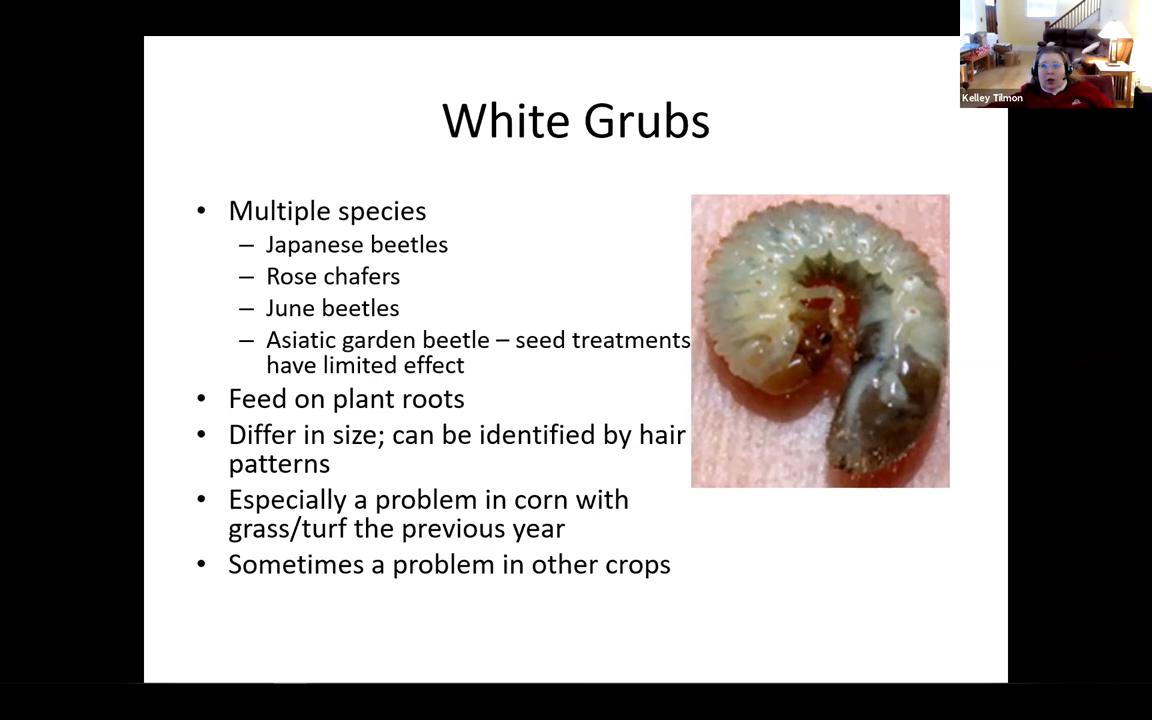 Kelley Tilmon
White Grubs
• Multiple species
– Japanese beetles
– Rose chafers
– June beetles
– Asiatic garden beetle – seed treatments
have limited effect
• Feed on plant roots
• Differ in size; can be identified by hair
patterns
• Especially a problem in corn with
grass/turf the previous year
• Sometimes a problem in other crops